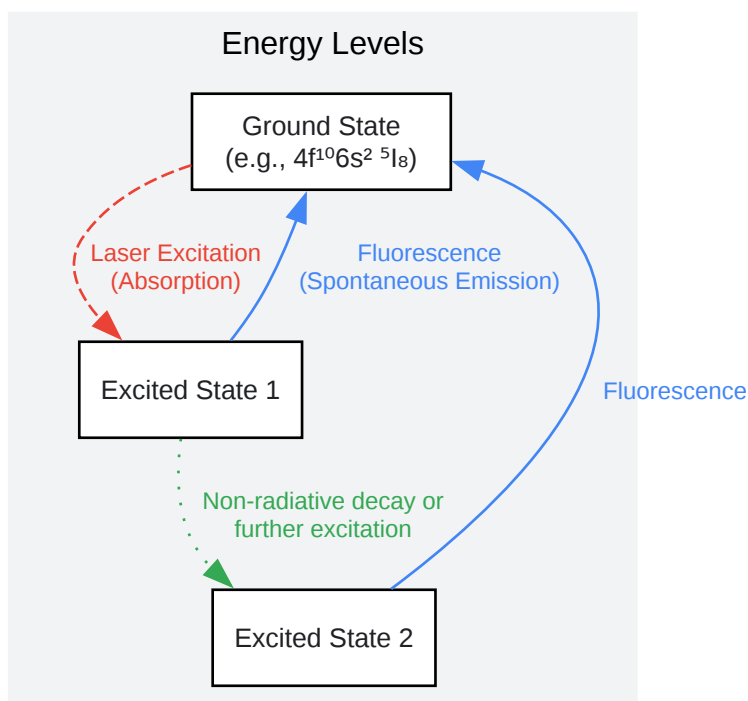 Energy Levels
Ground State
(e.g., 4f¹⁰6s² ⁵I₈)
Laser Excitation
(Absorption)
Fluorescence
(Spontaneous Emission)
Excited State 1
Fluorescence
Non-radiative decay or
further excitation
Excited State 2